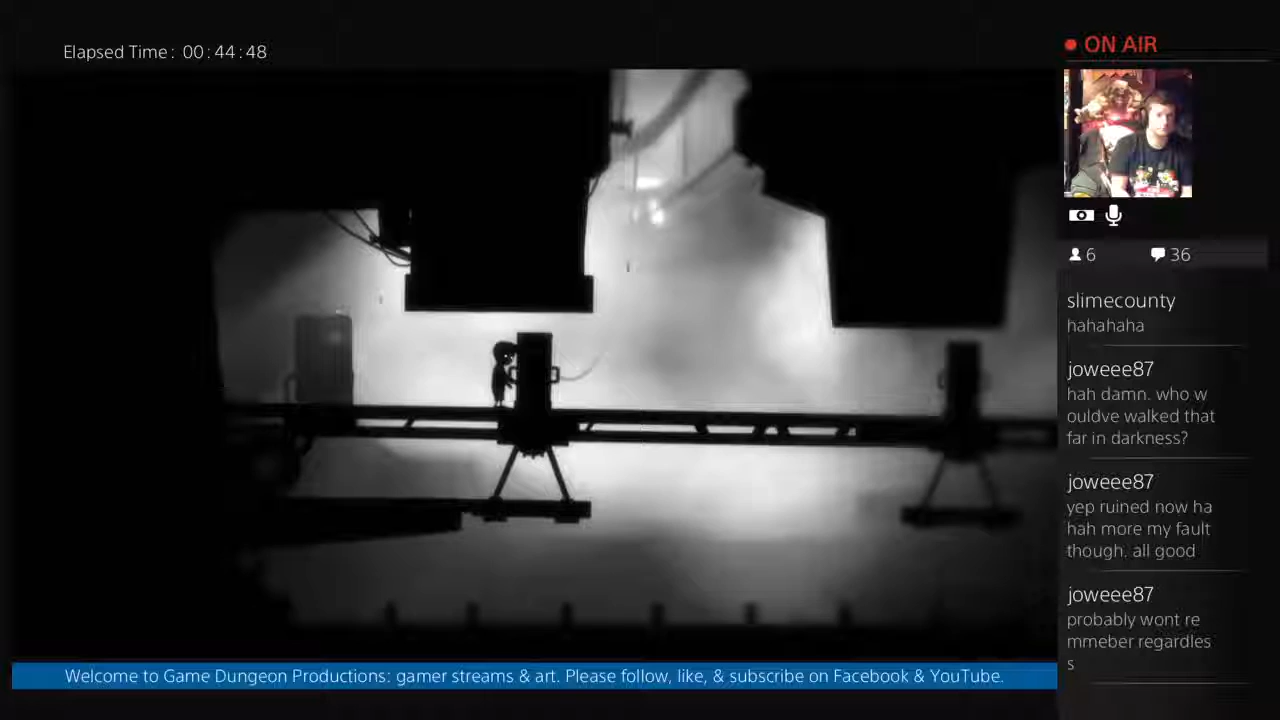 Elapsed Time: 00:44:48
ON AIR
6 36
slimecounty
hahahaha
joweee87
hah damn. who w
ouldve walked that
far in darkness?
joweee87
yep ruined now ha
hah more my fault
though. all good
joweee87
probably wont re
mmeber regardles
s
Welcome to Game Dungeon Productions: gamer streams & art. Please follow, like, & subscribe on Facebook & YouTube.